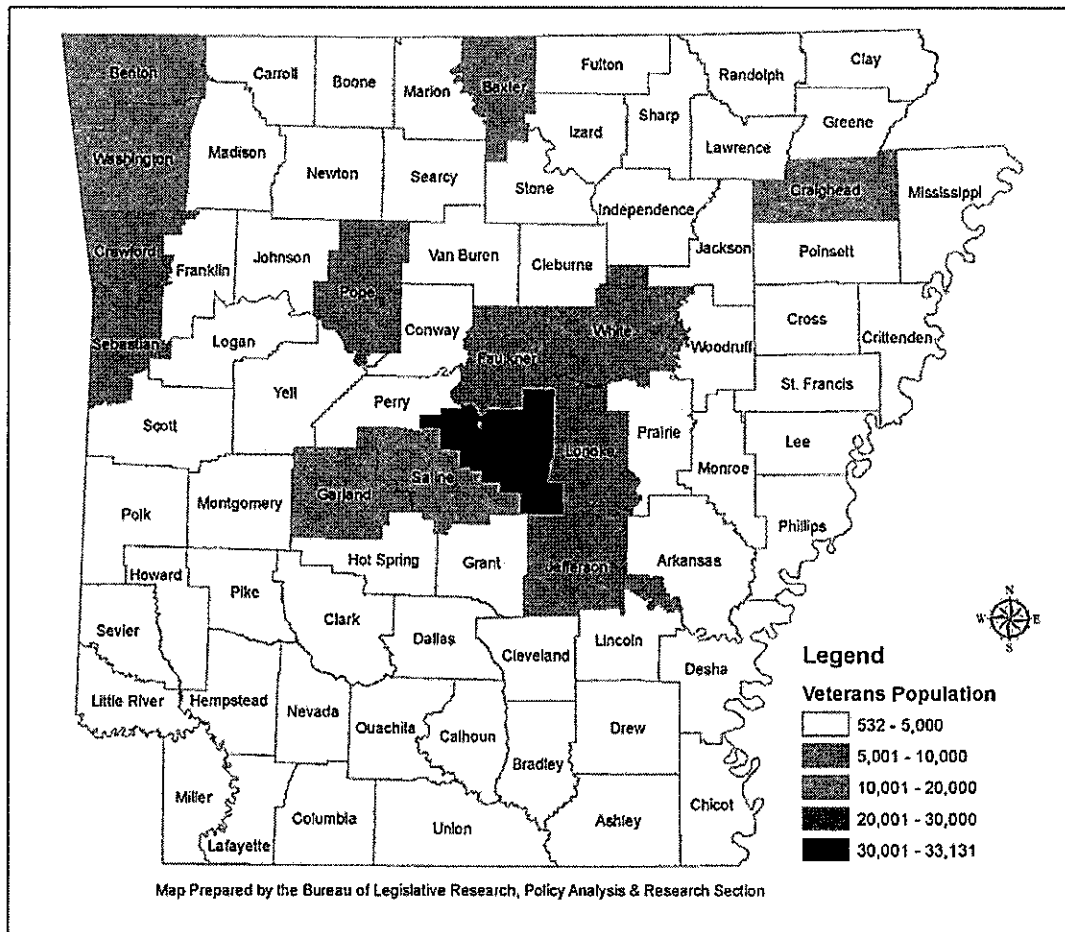 Benton
Carroll
Boone
Marion
Baxter
Fulton
Randolph
Clay
Sharp
Izard
Greene
Lawrence
Washington
Madison
Newton
Searcy
Stone
Independence
Craighead
Mississippi
Crawford
Franklin
Johnson
Pope
Van Buren
Cleburne
Jackson
Poinsett
Sebastian
Logan
Conway
Faulkner
White
Woodruff
Cross
Crittenden
St. Francis
Yell
Perry
Scott
Prairie
Lee
Lonoke
Monroe
Garland
Saline
Montgomery
Polk
Phillips
Hot Spring
Grant
Jefferson
Arkansas
Howard
Pike
Clark
Dallas
Sevier
Cleveland
Lincoln
Desha
Little River
Hempstead
Nevada
Ouachita
Calhoun
Bradley
Drew
Miller
Lafayette
Columbia
Union
Ashley
Chicot
N
W
E
S
Legend
Veterans Population
532 - 5,000
5,001 - 10,000
10,001 - 20,000
20,001 - 30,000
30,001 - 33,131
Map Prepared by the Bureau of Legislative Research, Policy Analysis & Research Section